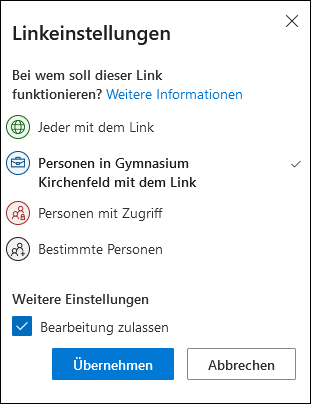 Linkeinstellungen
Bei wem soll dieser Link
funktionieren? Weitere Informationen
Jeder mit dem Link
Personen in Gymnasium
Kirchenfeld mit dem Link
Personen mit Zugriff
Bestimmte Personen
Weitere Einstellungen
Bearbeitung zulassen
Übernehmen Abbrechen